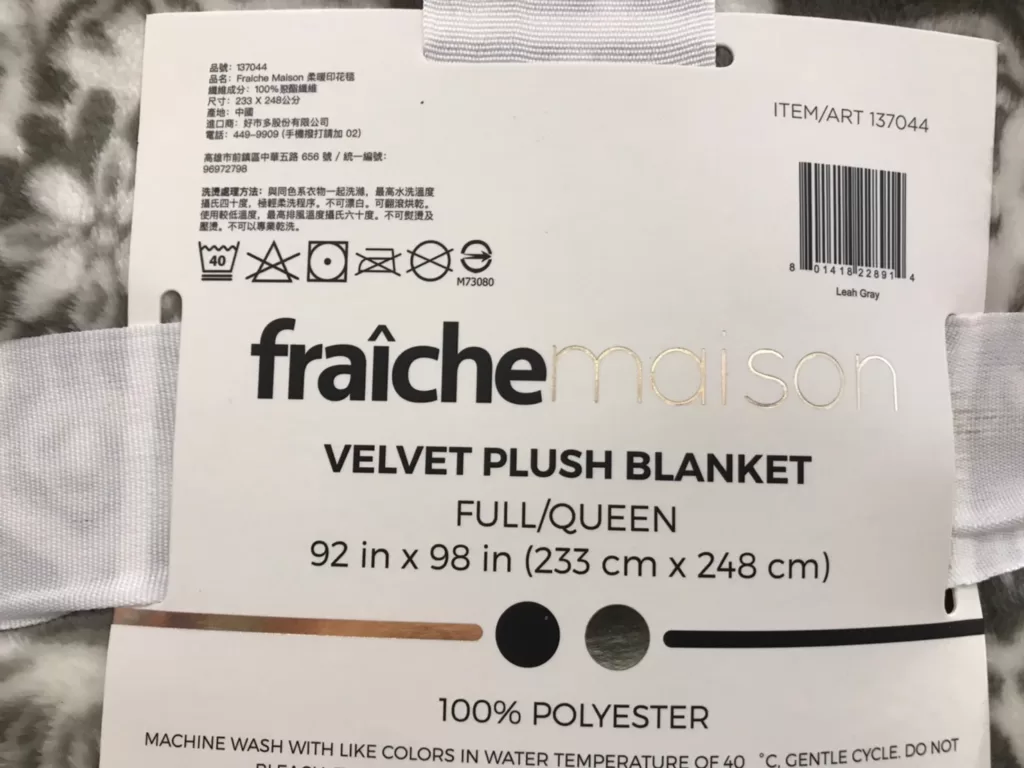 品號：137044
品名：Fraiche Maison 柔暖印花毯
纖維成分：100%聚酯纖維
尺寸：233 X 248公分
產地：中國
進口商：好市多股份有限公司
電話：449-9909 (手機撥打請加 02)
高雄市前鎮區中華五路 656 號 / 統一編號：
96972798
洗燙處理方法：與同色系衣物一起洗滌，最高水洗溫度
攝氏四十度，極輕柔洗程序。不可漂白。可翻滾烘乾。
使用較低溫度，最高排風溫度攝氏六十度。不可熨燙及
壓燙。不可以專業乾洗。
40
M73080
ITEM/ART 137044
8 01418 22891 4
Leah Gray
fraîchemaison
VELVET PLUSH BLANKET
FULL/QUEEN
92 in x 98 in (233 cm x 248 cm)
100% POLYESTER
MACHINE WASH WITH LIKE COLORS IN WATER TEMPERATURE OF 40 °C, GENTLE CYCLE. DO NOT